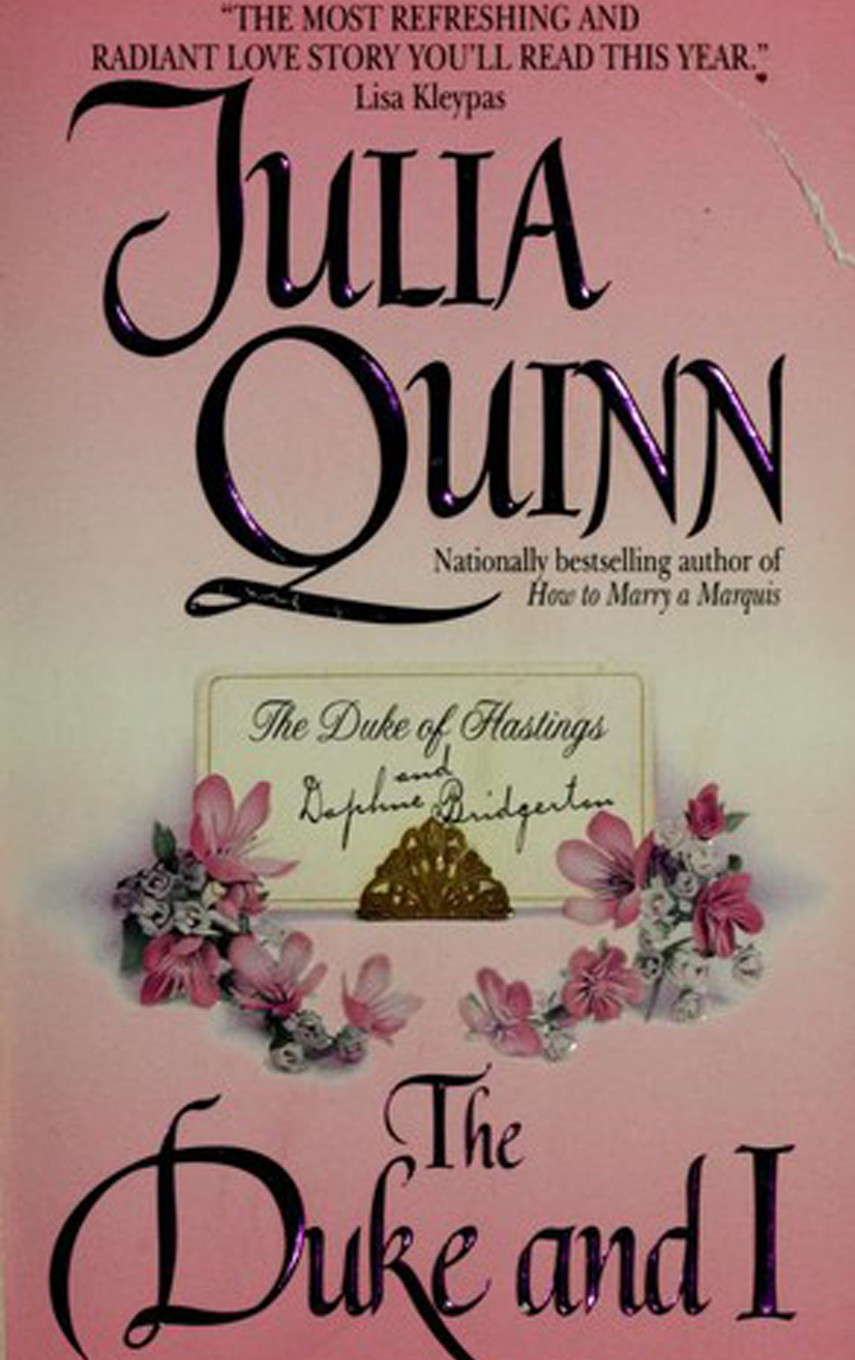 “THE MOST REFRESHING AND
RADIANT LOVE STORY YOU’LL READ THIS YEAR.”
Lisa Kleypas
JULIA
QUINN
Nationally bestselling author of
How to Marry a Marquis
The Duke of Hastings
and
Daphne Bridgerton
The
Duke and I